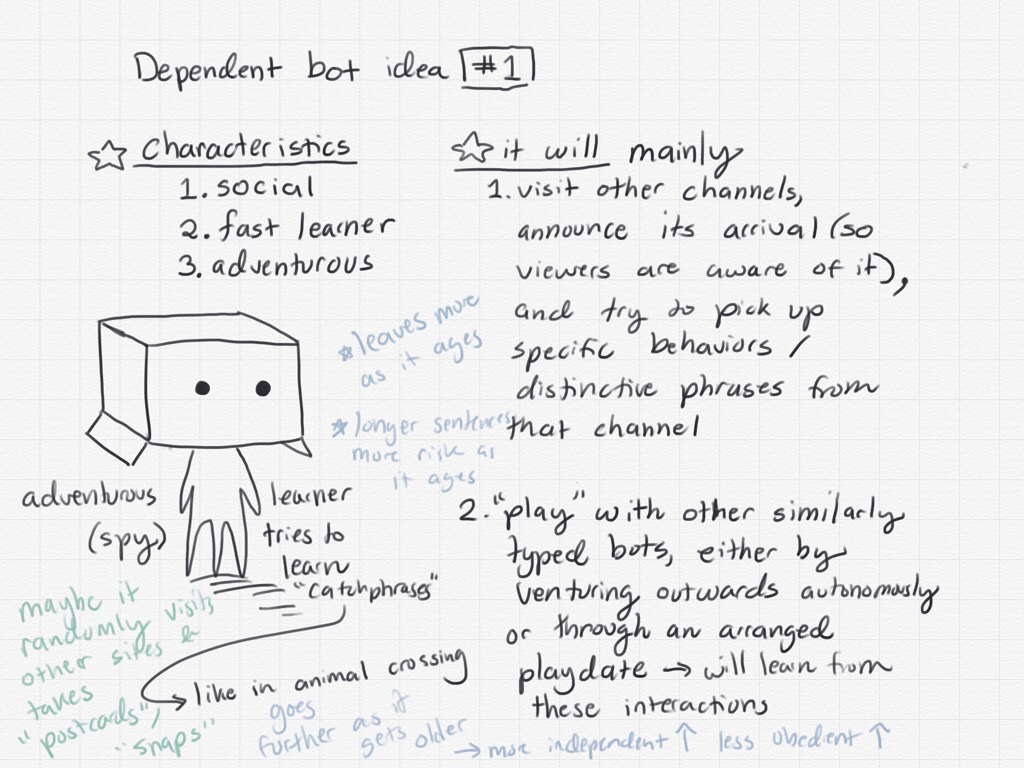 Dependent bot idea #1
☆ Characteristics
1. social
2. fast learner
3. adventurous
☆ it will mainly
1. visit other channels,
announce its arrival (so
viewers are aware of it),
and try to pick up
specific behaviors /
distinctive phrases from
that channel
* leaves more
as it ages
* longer sentences
more risk as
it ages
adventurous
(spy)
learner
tries to
learn
"catchphrases"
like in animal crossing
maybe it
randomly visits
other sites &
takes
"postcards",
"snaps"
goes
further as it
gets older
2. "play" with other similarly
typed bots, either by
venturing outwards autonomously
or through an arranged
playdate → will learn from
these interactions
→ more independent ↑ less obedient ↑